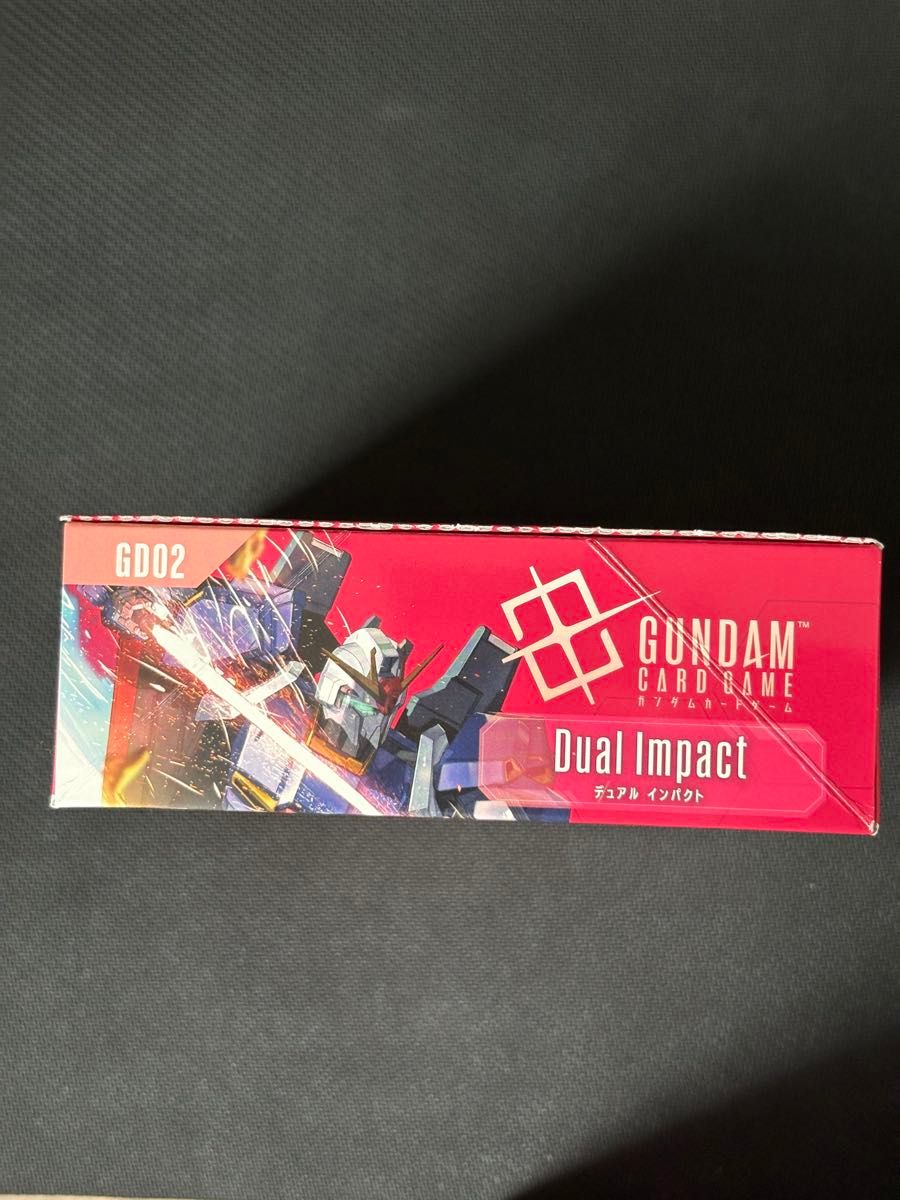 GD02
GUNDAM™
CARD GAME
ガンダムカードゲーム
Dual Impact
デュアル インパクト